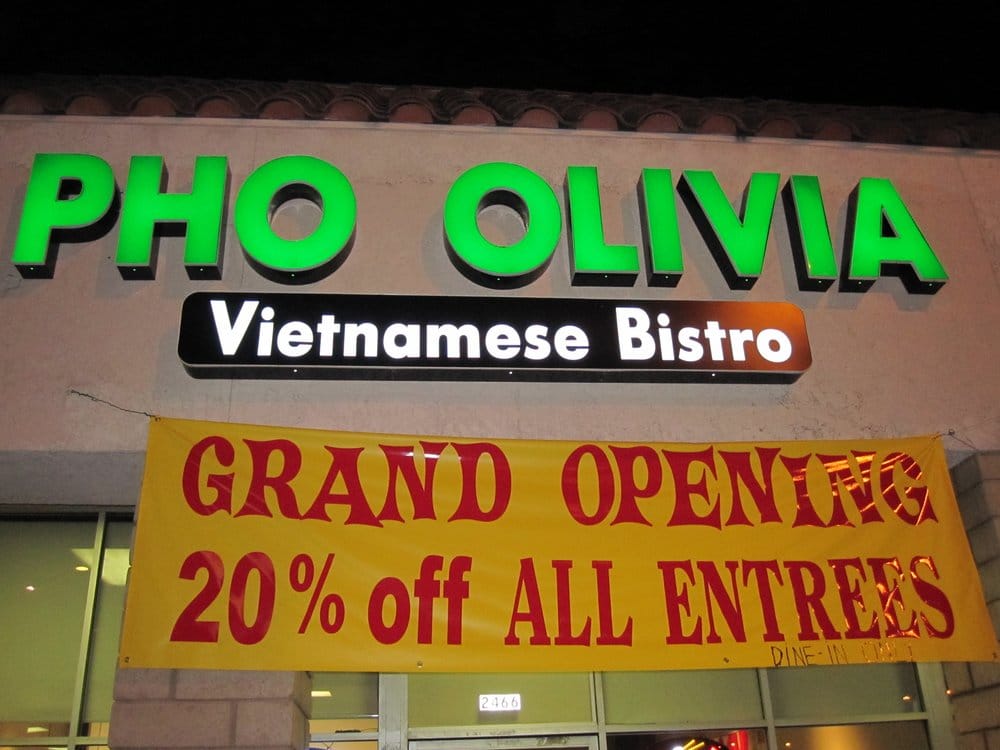 PHO OLIVIA
Vietnamese Bistro
GRAND OPENING
20% off ALL ENTREES
DINE-IN ONLY
2466